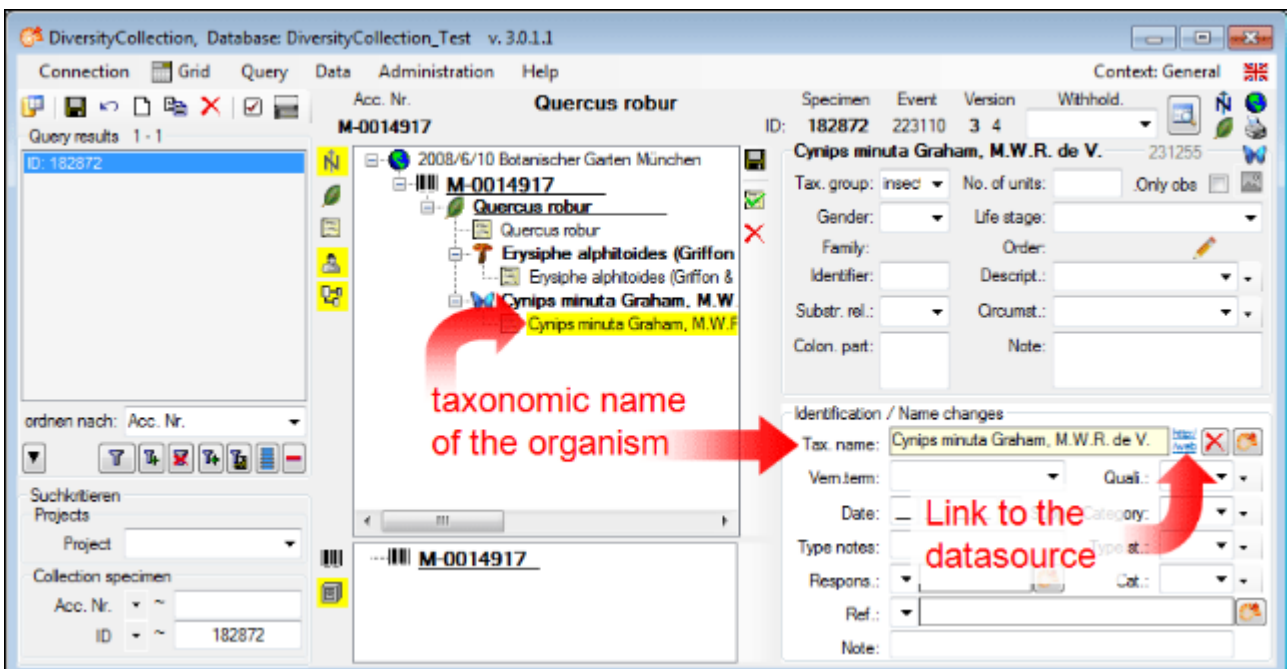 DiversityCollection, Database: DiversityCollection_Test v. 3.0.1.1
Connection Grid Query Data Administration Help Context: General
Query results 1 - 1
ID: 182872
ordnen nach: Acc. Nr.
Suchkriterien
Projects
Project
Collection specimen
Acc. Nr. ~
ID ~ 182872
Acc. Nr. Quercus robur
M-0014917
Specimen Event Version Withhold.
ID: 182872 223110 3 4
2008/6/10 Botanischer Garten München
M-0014917
Quercus robur
Quercus robur
Erysiphe alphitoides (Griffon
Erysiphe alphitoides (Griffon &
Cynips minuta Graham, M.W.
Cynips minuta Graham, M.W.F
taxonomic name
of the organism
M-0014917
Cynips minuta Graham, M.W.R. de V. 231255
Tax. group: insect No. of units: Only obs
Gender: Life stage:
Family: Order:
Identifier: Descript.:
Substr. rel.: Circumst.:
Colon. part: Note:
Identification / Name changes
Tax. name: Cynips minuta Graham, M.W.R. de V. http/ web
Vern.term: Quali.:
Date:
Link to the
datasource
Type notes:
Respons.: Cat.:
Ref.:
Note: